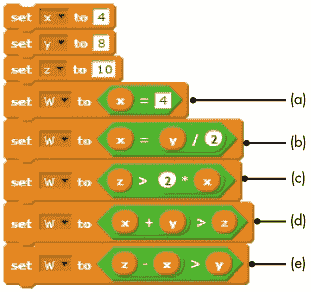 set x to 4
set y to 8
set z to 10
set W to x = 4 (a)
set W to x = y / 2 (b)
set W to z > 2 * x (c)
set W to x + y > z (d)
set W to z - x > y (e)